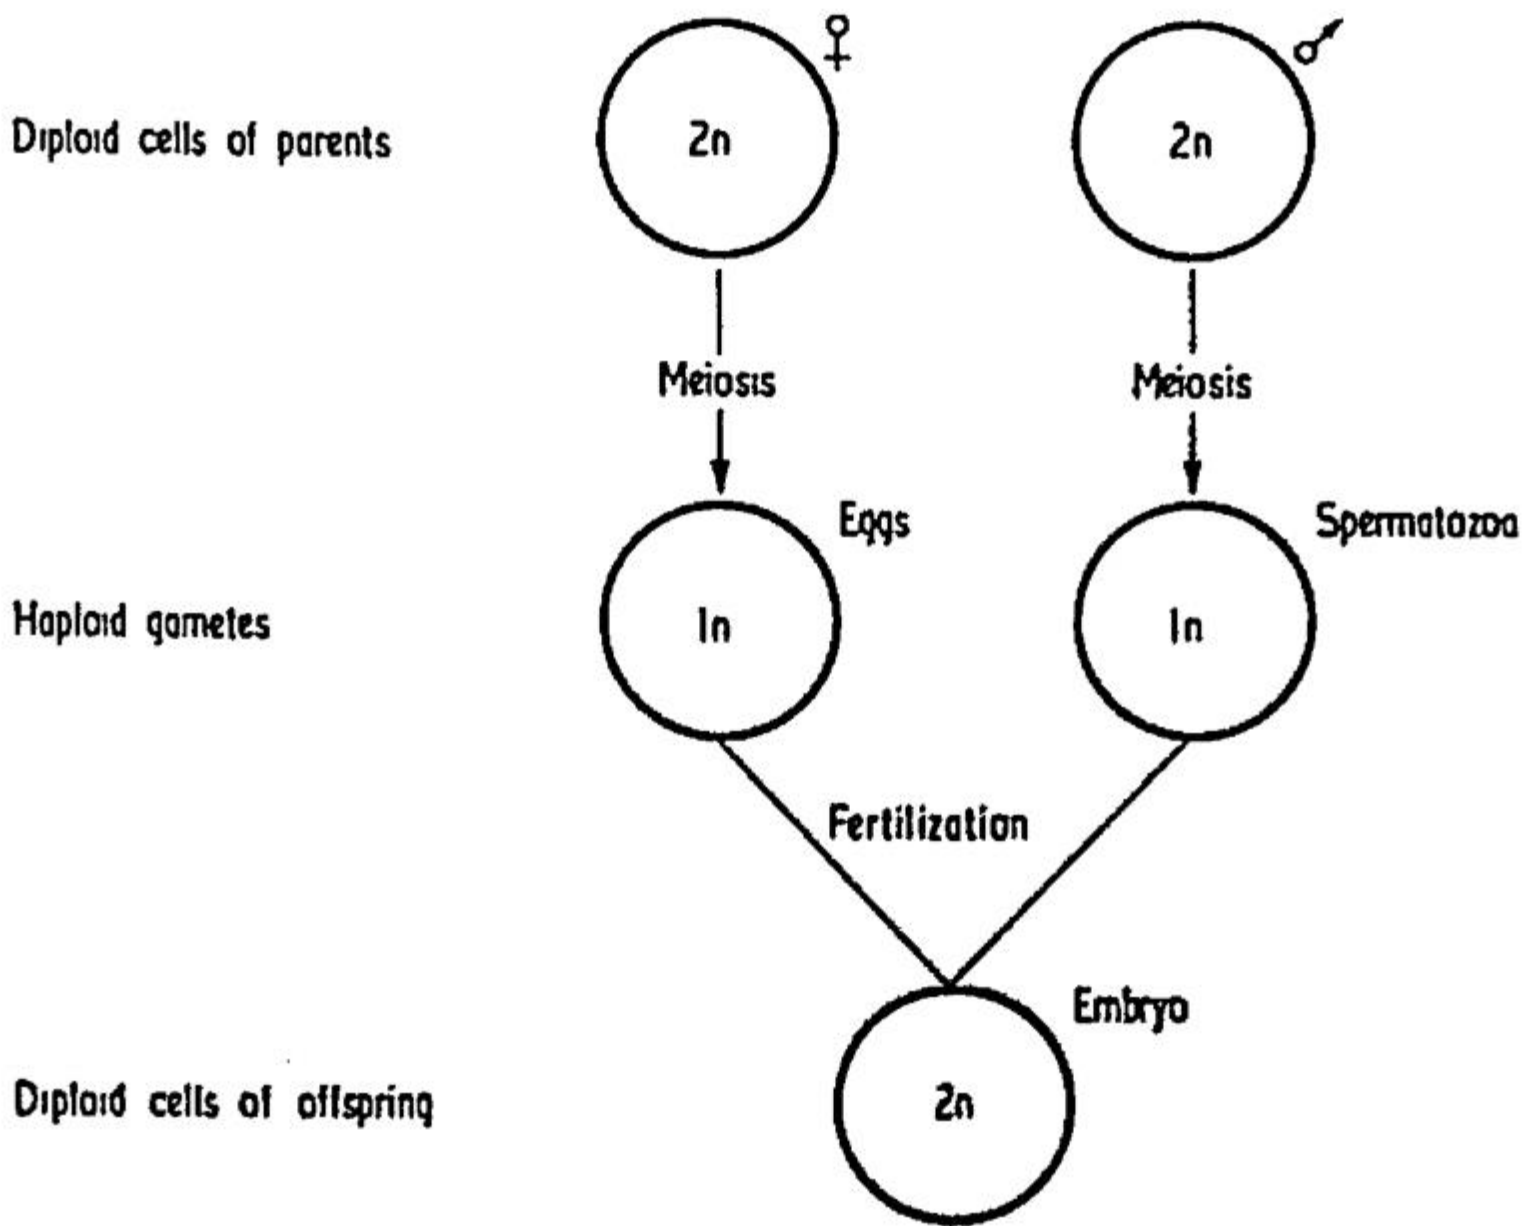 ♀
♂
Diploid cells of parents
2n
2n
Meiosis
Meiosis
Eggs
Spermatozoa
Haploid gametes
1n
1n
Fertilization
Embryo
Diploid cells of offspring
2n